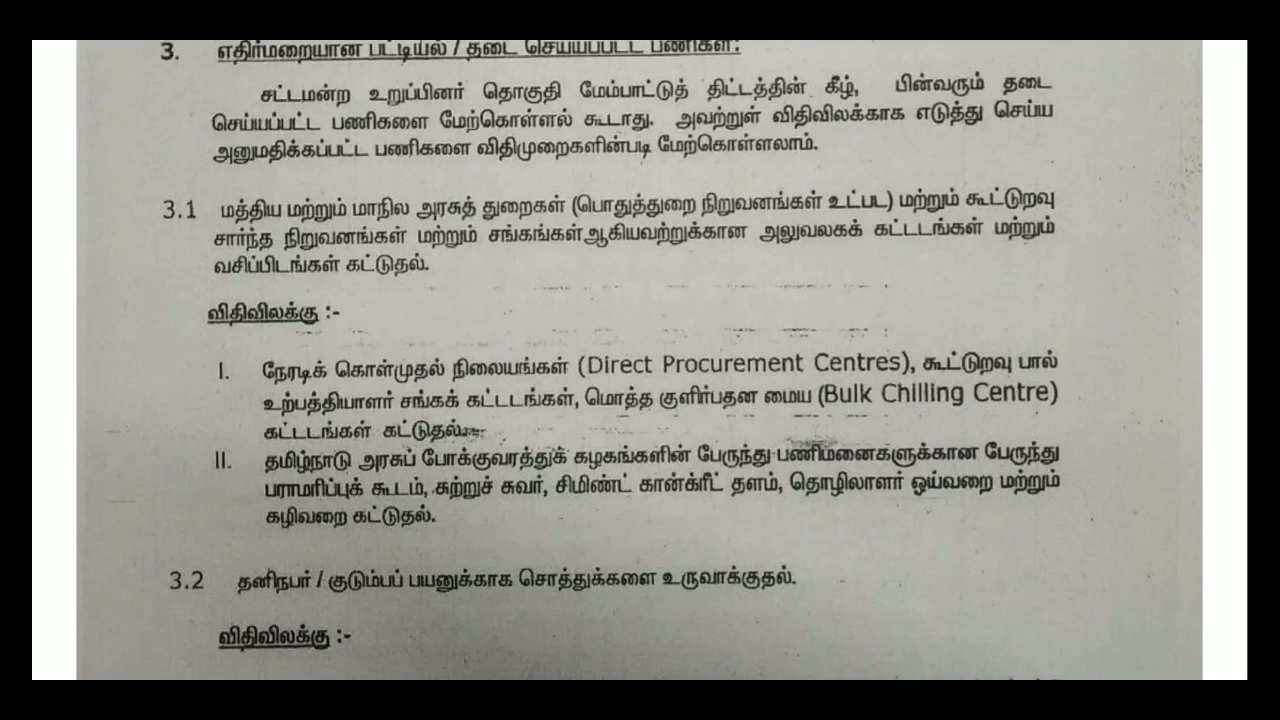 3. எதிர்மறையான பட்டியல் / தடை செய்யப்பட்ட பணிகள்:
சட்டமன்ற உறுப்பினர் தொகுதி மேம்பாட்டுத் திட்டத்தின் கீழ், பின்வரும் தடை
செய்யப்பட்ட பணிகளை மேற்கொள்ளல் கூடாது. அவற்றுள் விதிவிலக்காக எடுத்து செய்ய
அனுமதிக்கப்பட்ட பணிகளை விதிமுறைகளின்படி மேற்கொள்ளலாம்.
3.1 மத்திய மற்றும் மாநில அரசுத் துறைகள் (பொதுத்துறை நிறுவனங்கள் உட்பட) மற்றும் கூட்டுறவு
சார்ந்த நிறுவனங்கள் மற்றும் சங்கங்கள்ஆகியவற்றுக்கான அலுவலகக் கட்டடங்கள் மற்றும்
வசிப்பிடங்கள் கட்டுதல்.
விதிவிலக்கு :-
I. நேரடிக் கொள்முதல் நிலையங்கள் (Direct Procurement Centres), கூட்டுறவு பால்
உற்பத்தியாளர் சங்கக் கட்டடங்கள், மொத்த குளிர்பதன மைய (Bulk Chilling Centre)
கட்டடங்கள் கட்டுதல்.
II. தமிழ்நாடு அரசுப் போக்குவரத்துக் கழகங்களின் பேருந்து பணிமனைகளுக்கான பேருந்து
பராமரிப்புக் கூடம், சுற்றுச் சுவர், சிமிண்ட் கான்க்ரீட் தளம், தொழிலாளர் ஓய்வறை மற்றும்
கழிவறை கட்டுதல்.
3.2 தனிநபர் / குடும்பப் பயனுக்காக சொத்துக்களை உருவாக்குதல்.
விதிவிலக்கு :-